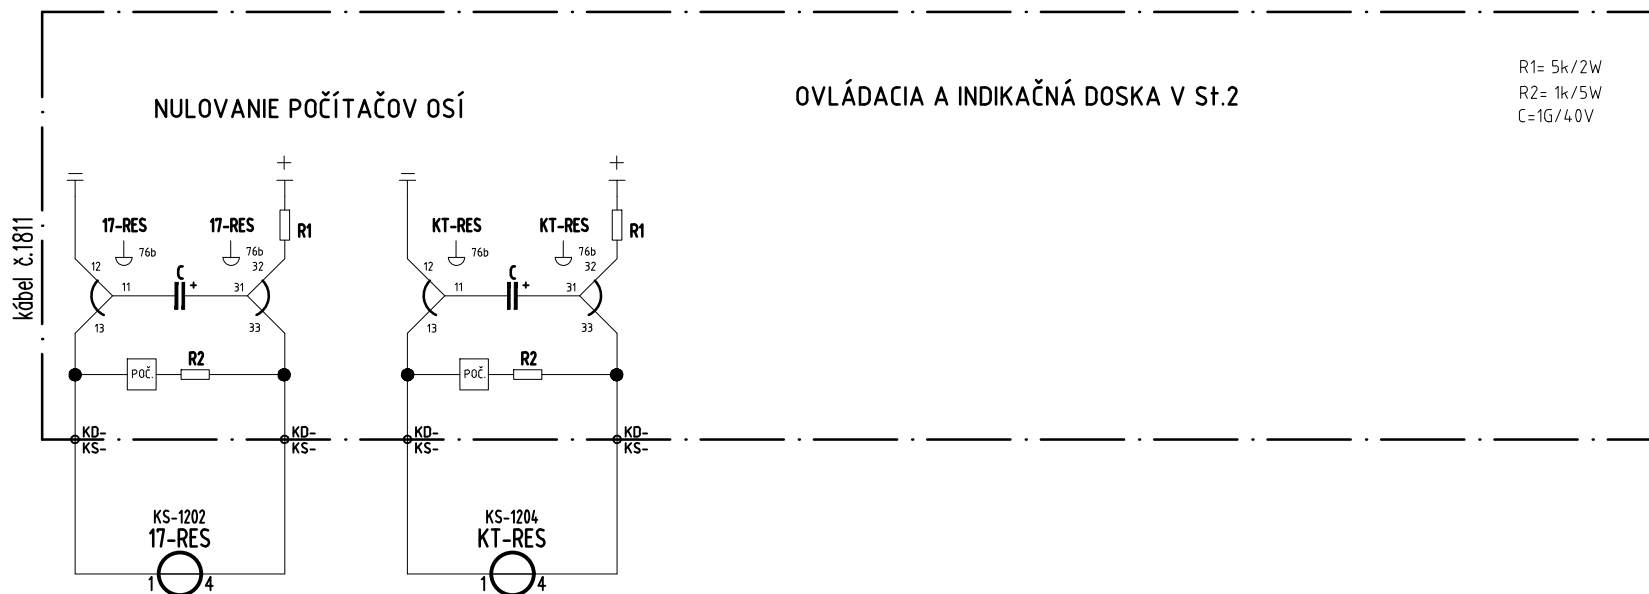 R1= 5k/2W
R2= 1k/5W
C=1G/40V
NULOVANIE POČÍTAČOV OSÍ
OVLÁDACIA A INDIKAČNÁ DOSKA V St.2
kábel č.1811
= + = +
17-RES 17-RES R1 KT-RES KT-RES R1
76b 76b 76b 76b
12 C 32 12 C 32
11 + 31 11 + 31
13 33 13 33
R2 R2
POČ. POČ.
KD- KD- KD- KD-
KS- KS- KS- KS-
KS-1202 KS-1204
17-RES KT-RES
1 4 1 4